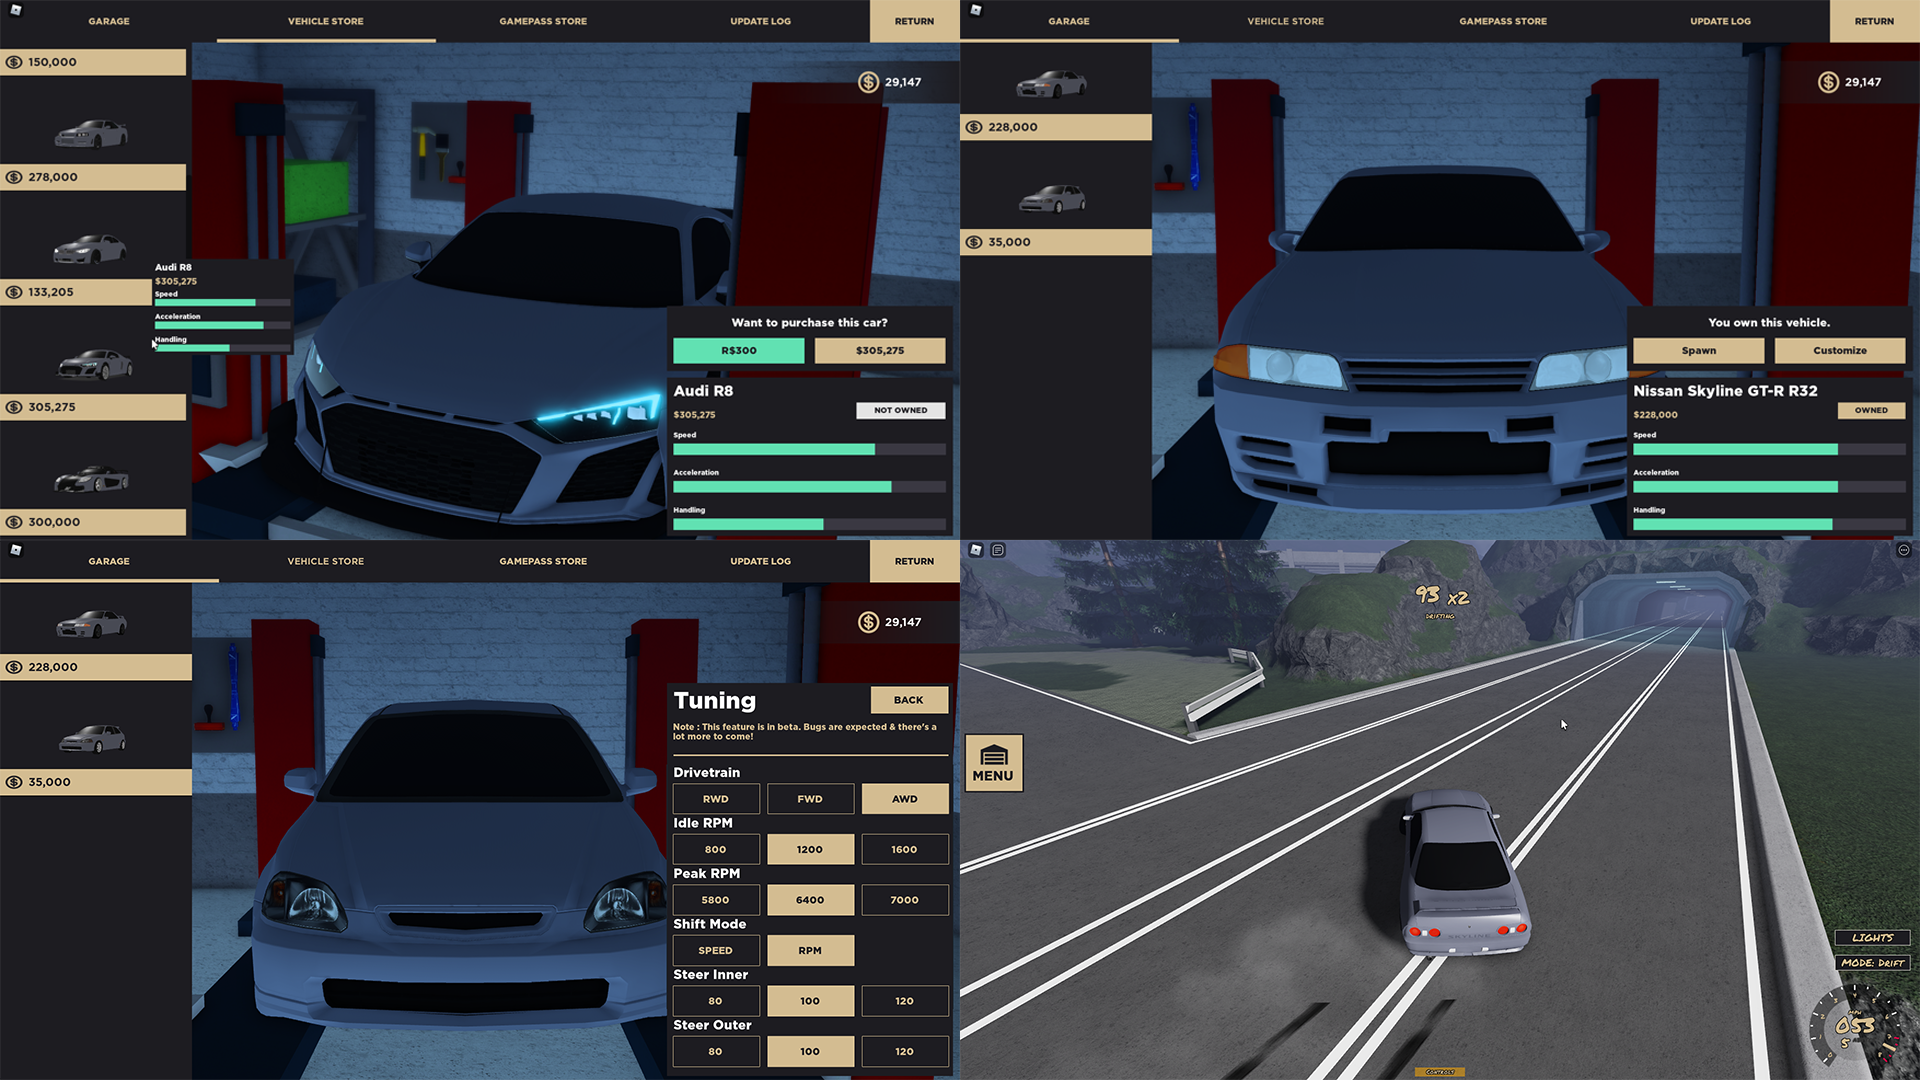 GARAGE
VEHICLE STORE
GAMEPASS STORE
UPDATE LOG
RETURN
150,000
278,000
133,205
305,275
300,000
29,147
Audi R8
$305,275
Speed
Acceleration
Handling
Want to purchase this car?
R$300
$305,275
Audi R8
$305,275
NOT OWNED
Speed
Acceleration
Handling
GARAGE
VEHICLE STORE
GAMEPASS STORE
UPDATE LOG
RETURN
228,000
35,000
29,147
You own this vehicle.
Spawn
Customize
Nissan Skyline GT-R R32
$228,000
OWNED
Speed
Acceleration
Handling
GARAGE
VEHICLE STORE
GAMEPASS STORE
UPDATE LOG
RETURN
228,000
35,000
29,147
Tuning
BACK
Note : This feature is in beta. Bugs are expected & there's a
lot more to come!
Drivetrain
RWD
FWD
AWD
Idle RPM
800
1200
1600
Peak RPM
5800
6400
7000
Shift Mode
SPEED
RPM
Steer Inner
80
100
120
Steer Outer
80
100
120
93 x2
DRIFTING
MENU
SKYLINE
LIGHTS
MODE: DRIFT
MPH
053
5
CONTROLS